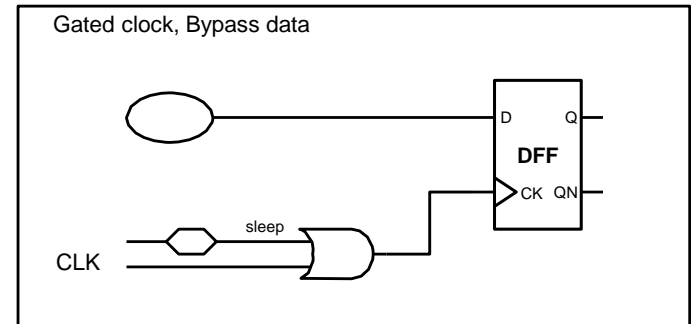 Gated clock, Bypass data
D Q
DFF
CK QN
sleep
CLK